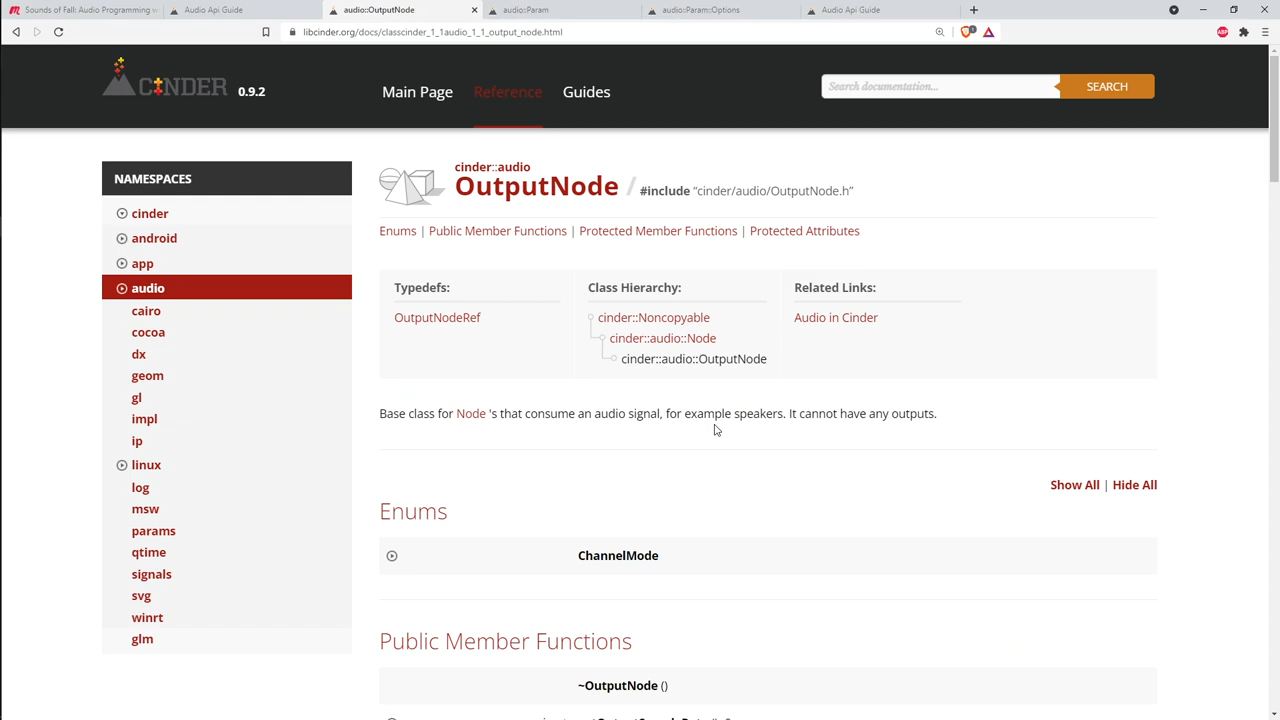 Sounds of Fall: Audio Programming w
Audio Api Guide
audio::OutputNode
audio::Param
audio::Param::Options
Audio Api Guide
libcinder.org/docs/classcinder_1_1audio_1_1_output_node.html
CINDER 0.9.2
Main Page
Reference
Guides
Search documentation...
SEARCH
NAMESPACES
cinder
android
app
audio
cairo
cocoa
dx
geom
gl
impl
ip
linux
log
msw
params
qtime
signals
svg
winrt
glm
cinder::audio
OutputNode / #include "cinder/audio/OutputNode.h"
Enums | Public Member Functions | Protected Member Functions | Protected Attributes
Typedefs:
OutputNodeRef
Class Hierarchy:
cinder::Noncopyable
cinder::audio::Node
cinder::audio::OutputNode
Related Links:
Audio in Cinder
Base class for Node 's that consume an audio signal, for example speakers. It cannot have any outputs.
Show All | Hide All
Enums
ChannelMode
Public Member Functions
~OutputNode ()